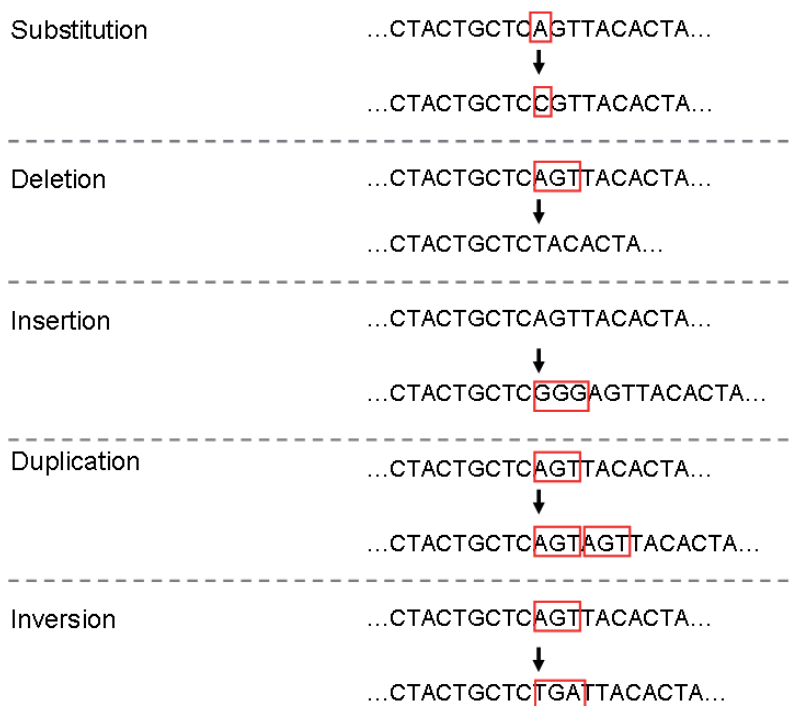 Substitution ...CTACTGCTCAGTTACACTA...
...CTACTGCTCCGTTACACTA...
Deletion ...CTACTGCTCAGTTACACTA...
...CTACTGCTCTACACTA...
Insertion ...CTACTGCTCAGTTACACTA...
...CTACTGCTCGGGAGTTACACTA...
Duplication ...CTACTGCTCAGTTACACTA...
...CTACTGCTCAGTAGTTACACTA...
Inversion ...CTACTGCTCAGTTACACTA...
...CTACTGCTCTGATTACACTA...